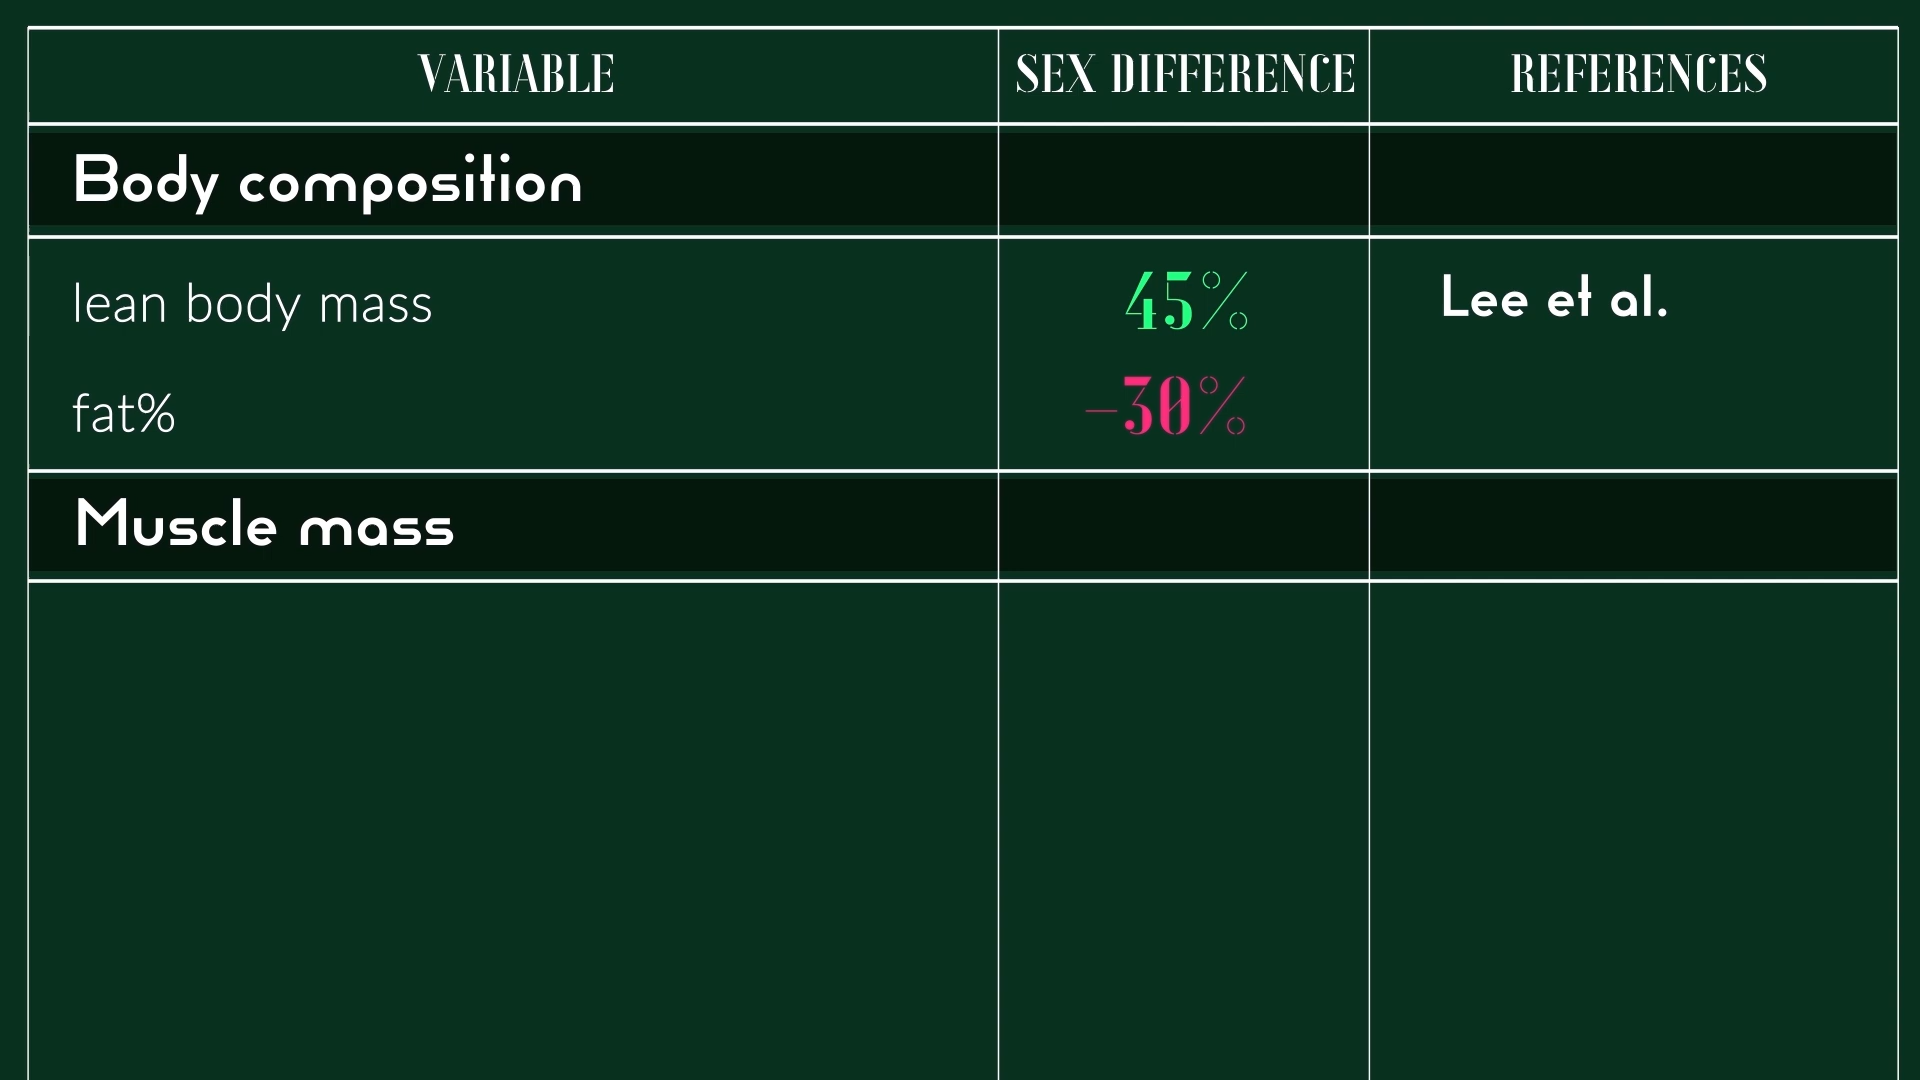 VARIABLE SEX DIFFERENCE REFERENCES
Body composition
lean body mass 45% Lee et al.
fat% -30%
Muscle mass